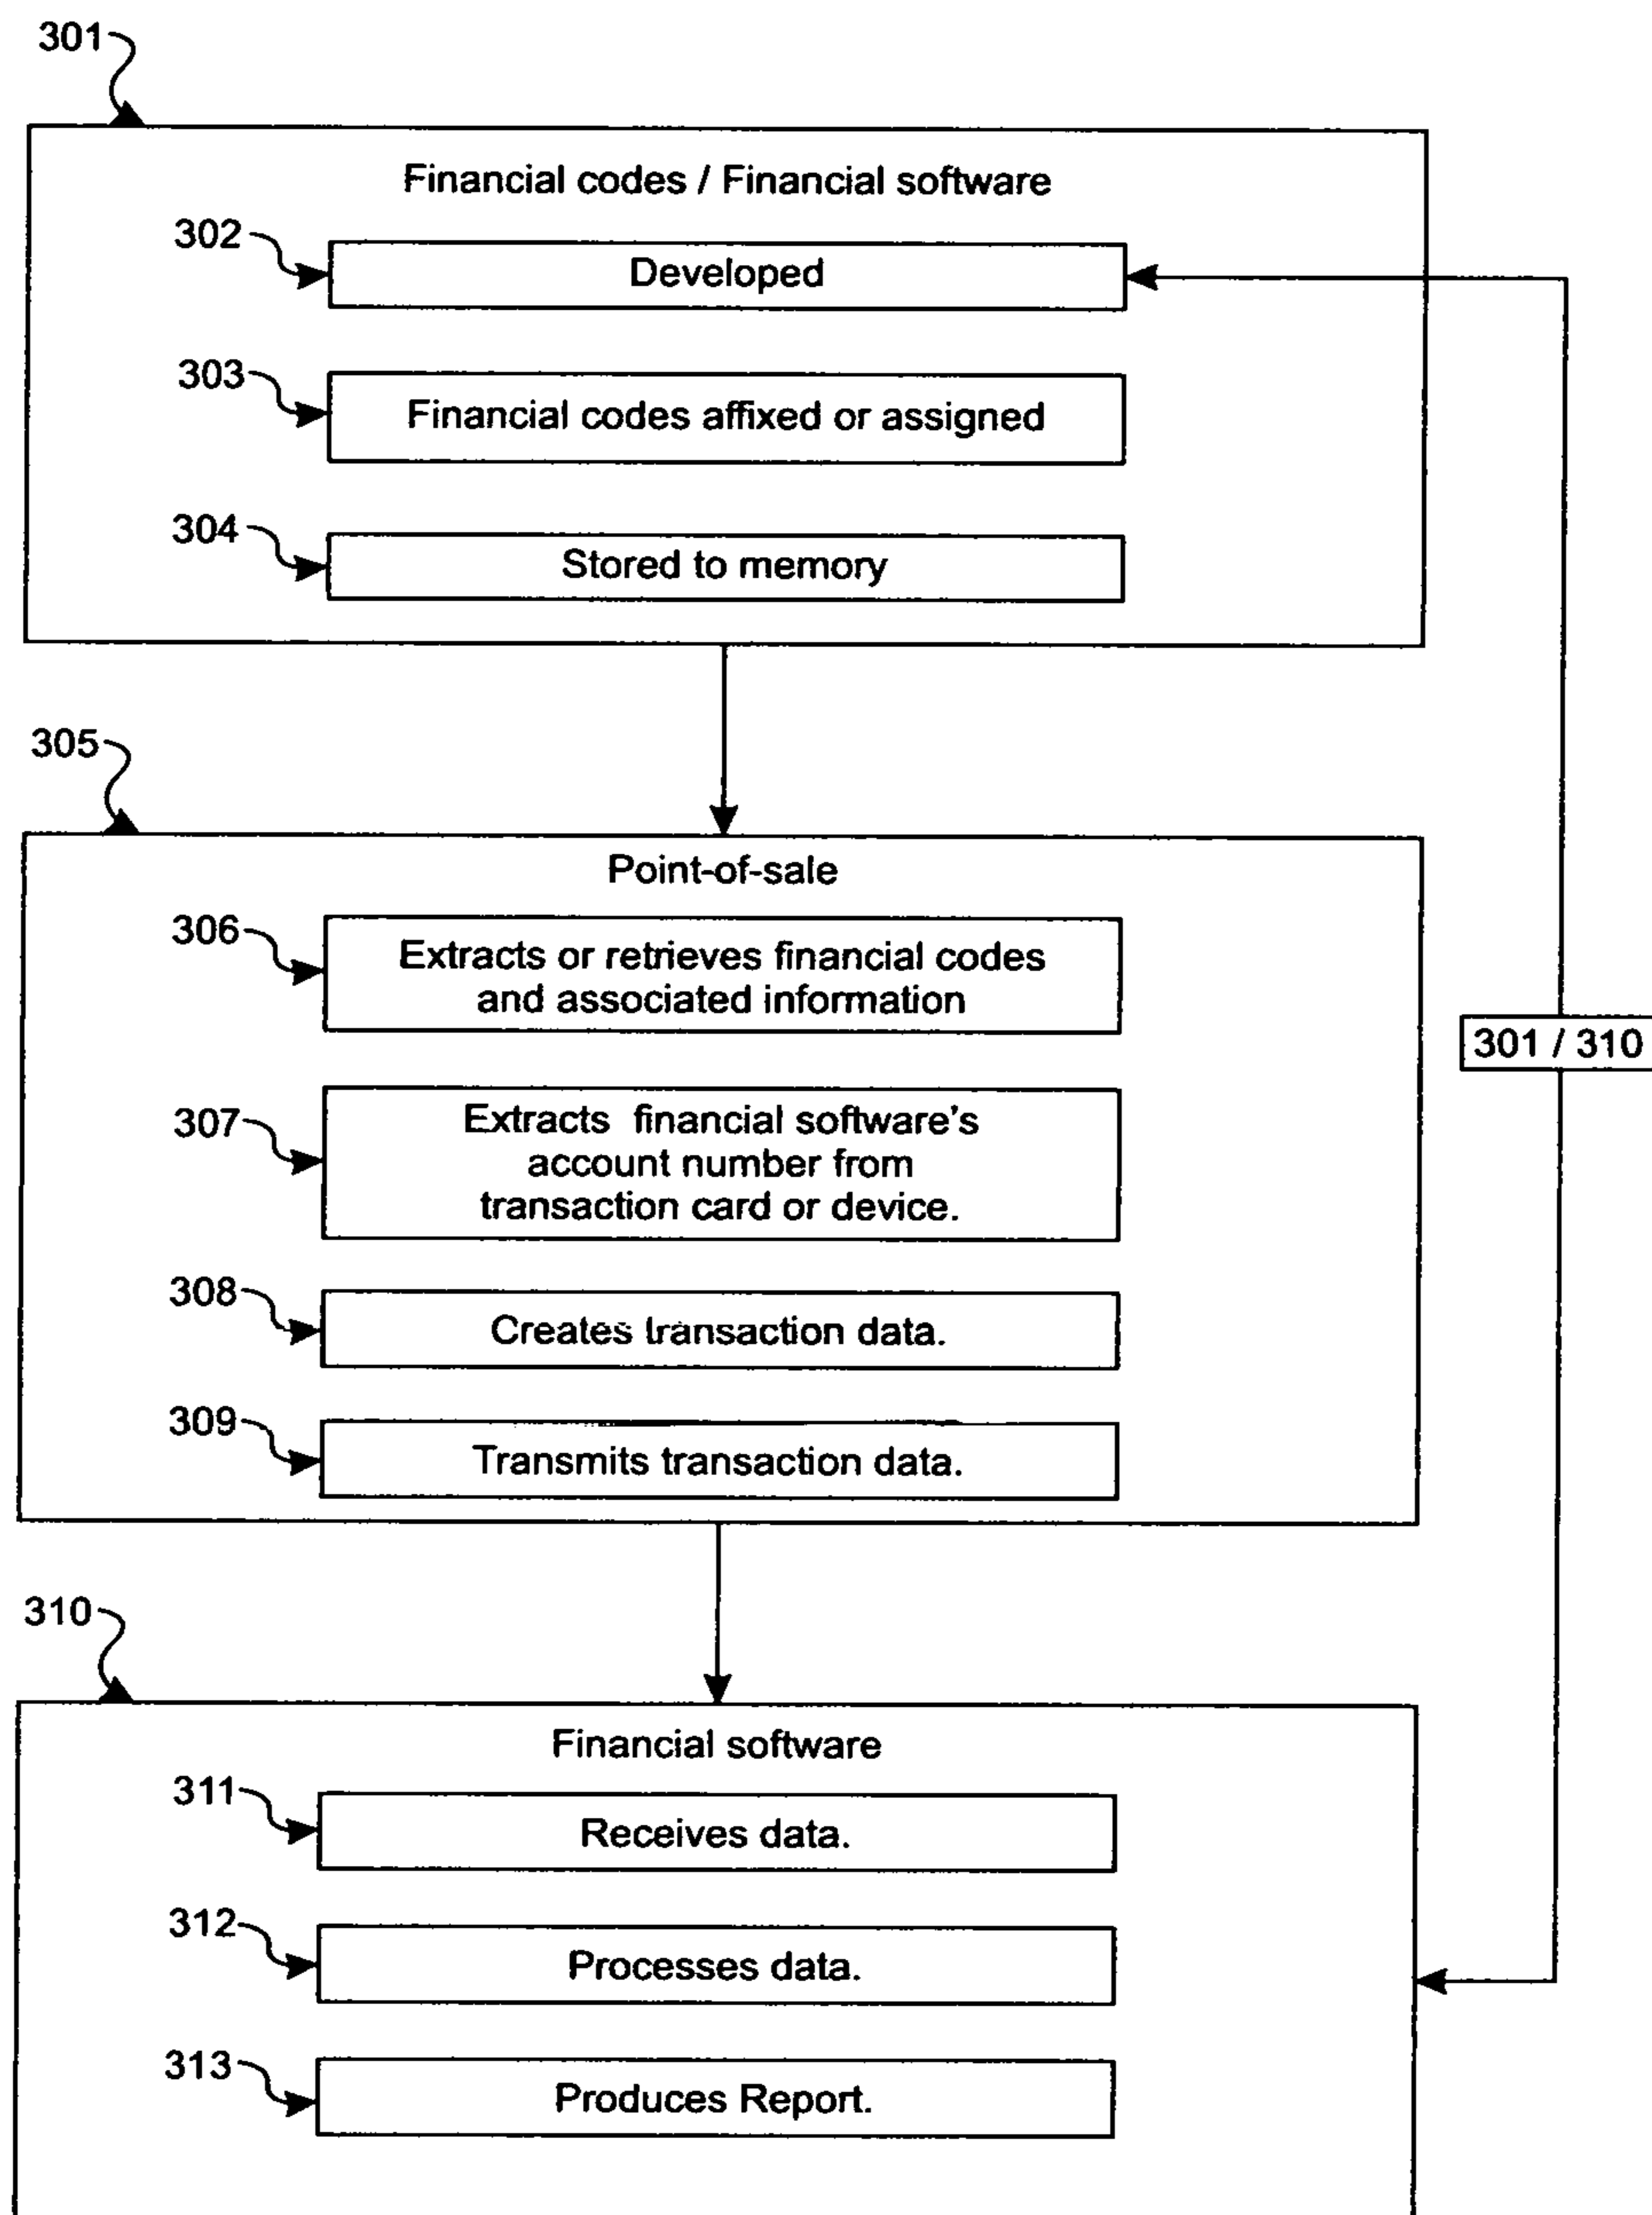 301
Financial codes / Financial software
302
Developed
303
Financial codes affixed or assigned
304
Stored to memory
305
Point-of-sale
306
Extracts or retrieves financial codes
and associated information
301 / 310
307
Extracts financial software's
account number from
transaction card or device.
308
Creates transaction data.
309
Transmits transaction data.
310
Financial software
311
Receives data.
312
Processes data.
313
Produces Report.